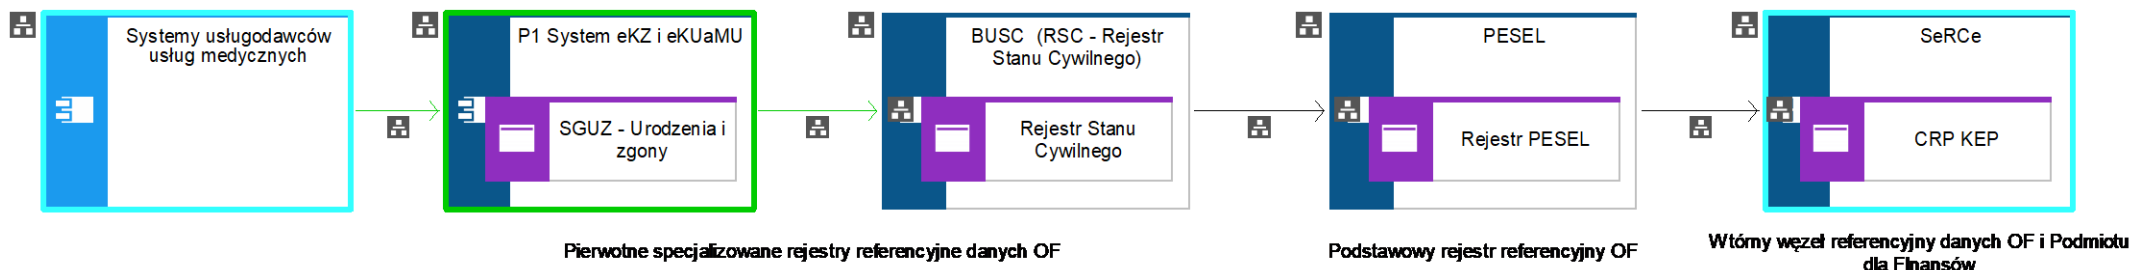 Systemy usługodawców
usług medycznych
P1 System eKZ i eKUaMU
SGUZ - Urodzenia i
zgony
BUSC (RSC - Rejestr
Stanu Cywilnego)
Rejestr Stanu
Cywilnego
PESEL
Rejestr PESEL
SeRCe
CRP KEP
Pierwotne specjalizowane rejestry referencyjne danych OF
Podstawowy rejestr referencyjny OF
Wtórny węzeł referencyjny danych OF i Podmiotu
dla FInansów